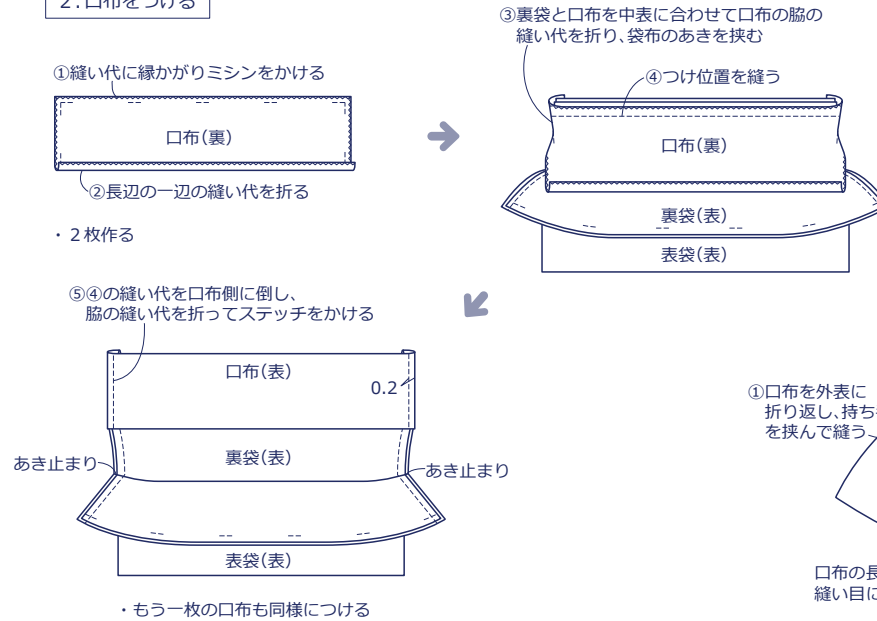 2.口布をつける
①縫い代に縁かがりミシンをかける
口布(裏)
②長辺の一辺の縫い代を折る
・2枚作る
③裏袋と口布を中表に合わせて口布の脇の
縫い代を折り、袋布のあきを挟む
④つけ位置を縫う
口布(裏)
裏袋(表)
表袋(表)
⑤④の縫い代を口布側に倒し、
脇の縫い代を折ってステッチをかける
口布(表)
0.2
裏袋(表)
あき止まり
あき止まり
表袋(表)
・もう一枚の口布も同様につける
①口布を外表に
折り返し、持ち
を挟んで縫う
口布の長
縫い目に